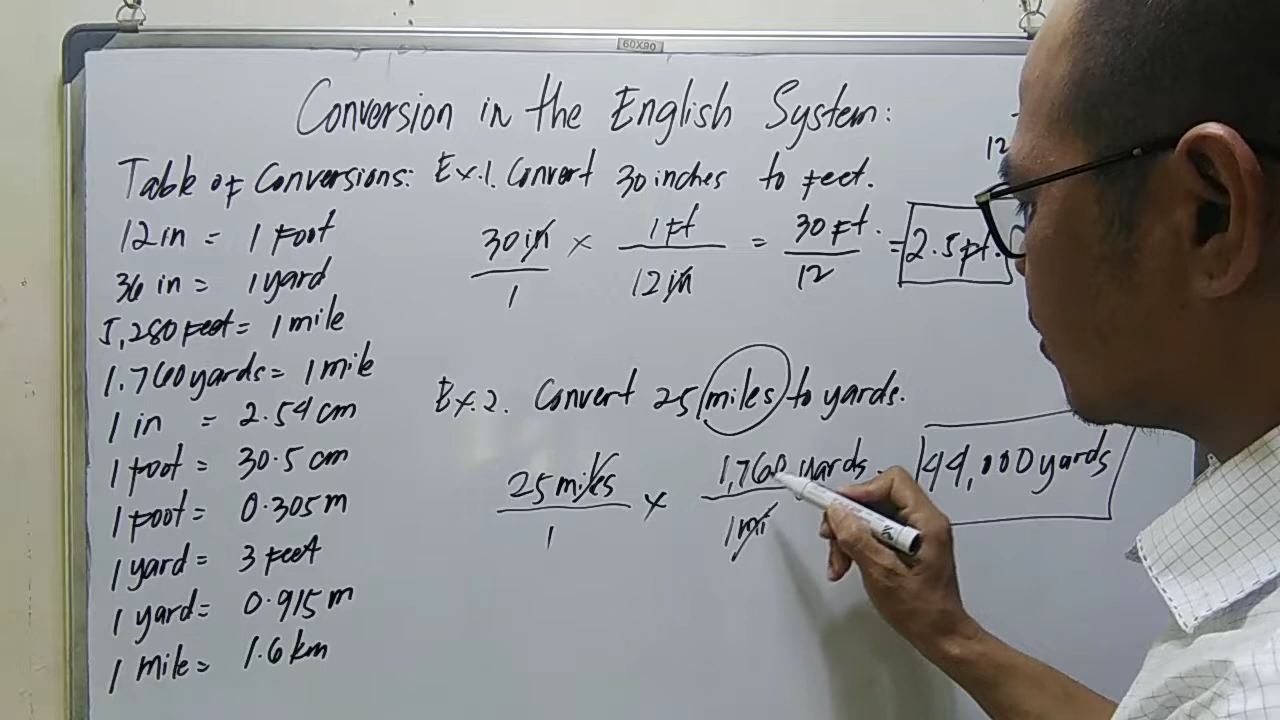 60X90
Conversion in the English System:
12
Table of Conversions:
12 in = 1 foot
36 in = 1 yard
5,280 feet = 1 mile
1,760 yards = 1 mile
1 in = 2.54 cm
1 foot = 30.5 cm
1 foot = 0.305 m
1 yard = 3 feet
1 yard = 0.915 m
1 mile = 1.6 km
Ex.1. Convert 30 inches to feet.
30 in/1 × 1 ft/12 in = 30 ft./12 = 2.5 ft.
Ex.2. Convert 25 miles to yards.
25 miles/1 × 1,760 yards/1 mi = 44,000 yards